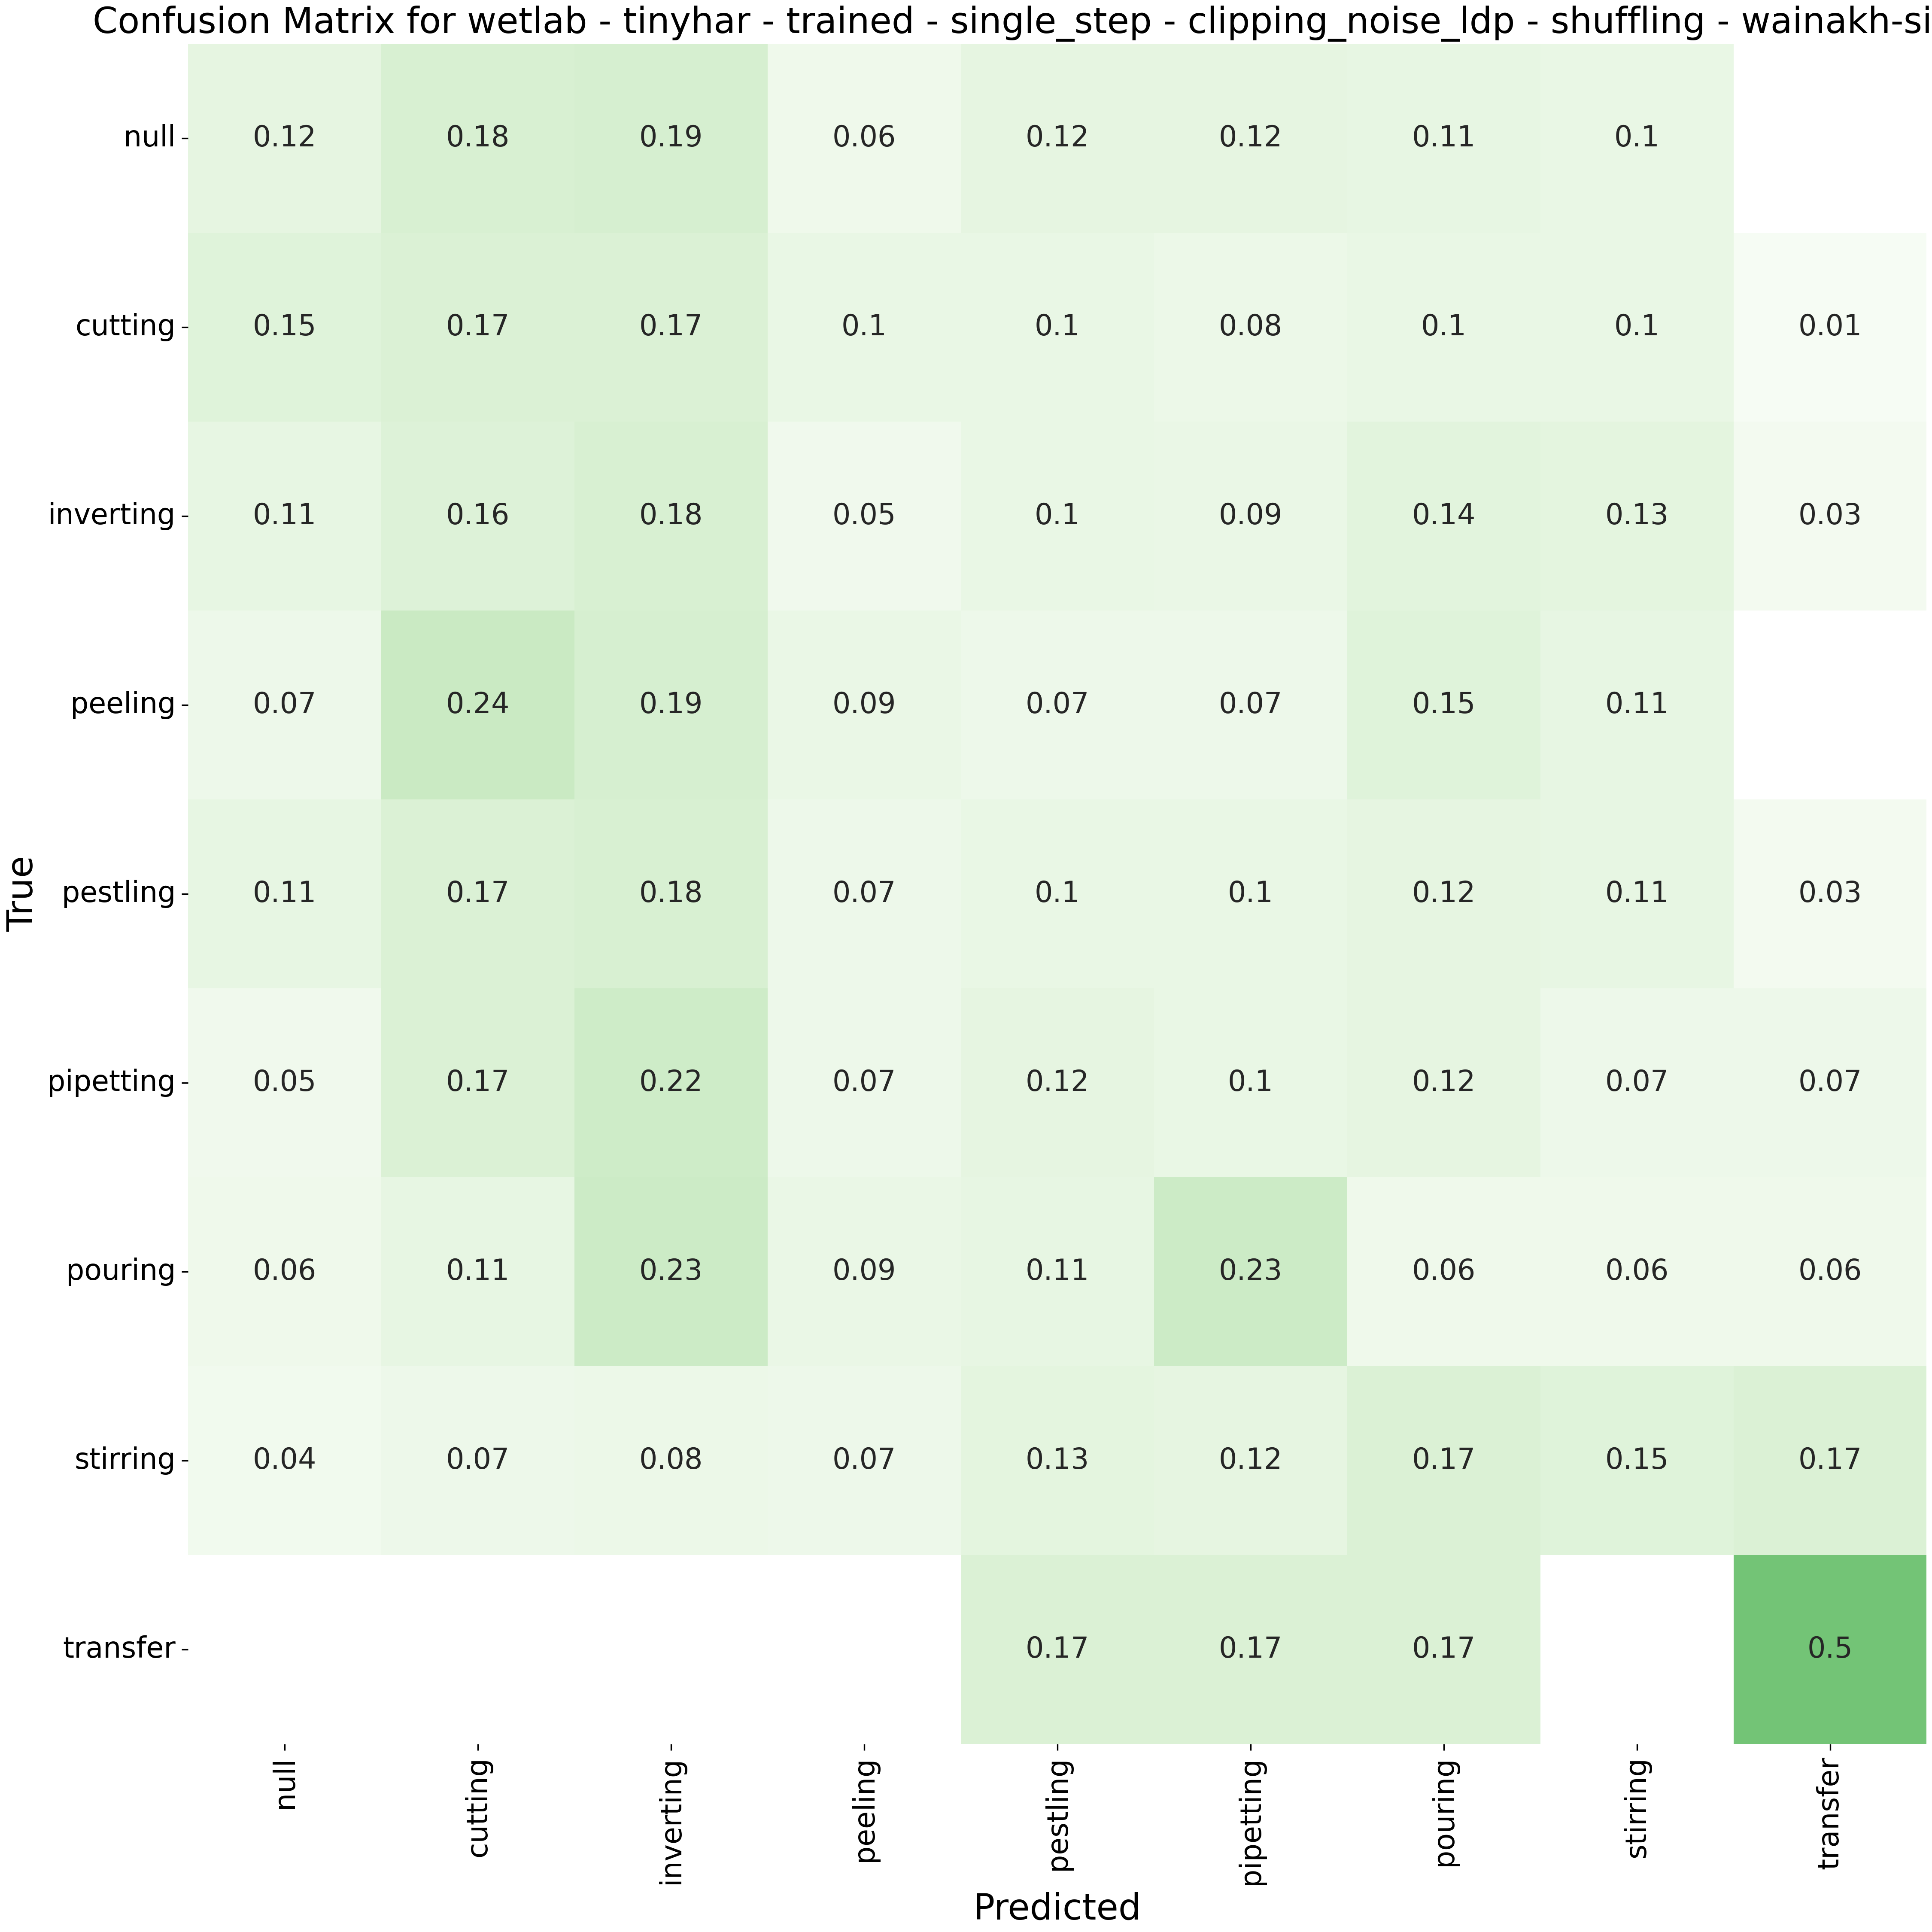 Confusion Matrix for wetlab - tinyhar - trained - single_step - clipping_noise_ldp - shuffling - wainakh-si
null 0.12 0.18 0.19 0.06 0.12 0.12 0.11 0.1
cutting 0.15 0.17 0.17 0.1 0.1 0.08 0.1 0.1 0.01
inverting 0.11 0.16 0.18 0.05 0.1 0.09 0.14 0.13 0.03
peeling 0.07 0.24 0.19 0.09 0.07 0.07 0.15 0.11
pestling 0.11 0.17 0.18 0.07 0.1 0.1 0.12 0.11 0.03
pipetting 0.05 0.17 0.22 0.07 0.12 0.1 0.12 0.07 0.07
pouring 0.06 0.11 0.23 0.09 0.11 0.23 0.06 0.06 0.06
stirring 0.04 0.07 0.08 0.07 0.13 0.12 0.17 0.15 0.17
transfer 0.17 0.17 0.17 0.5
True
null cutting inverting peeling pestling pipetting pouring stirring transfer
Predicted